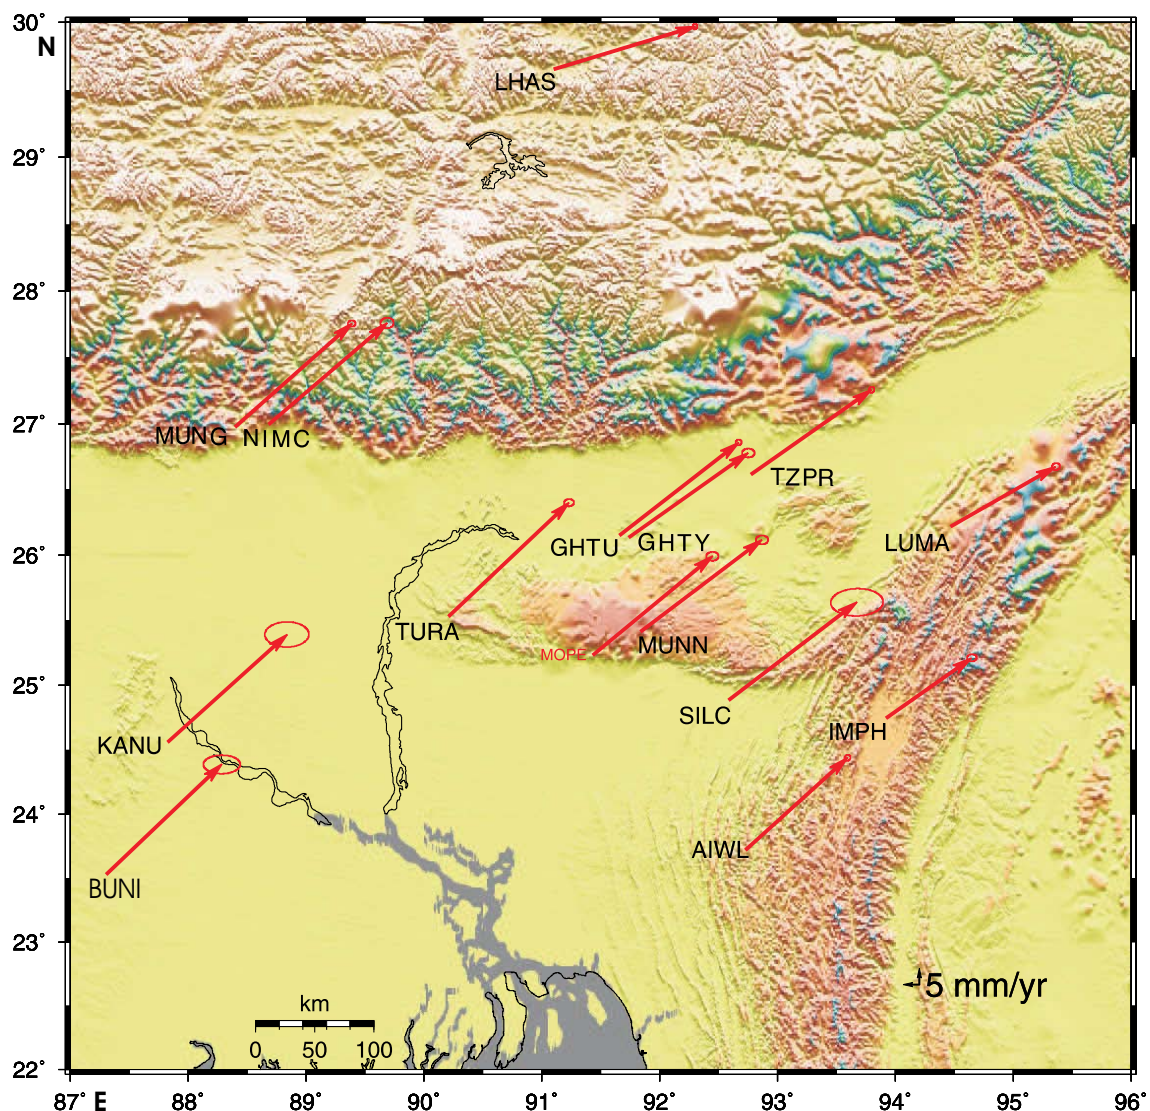 30°
N
LHAS
29°
28°
27°
MUNG NIMC
TZPR
26°
GHTU GHTY
LUMA
TURA
MOPE MUNN
25°
SILC
IMPH
KANU
24°
AIWL
BUNI
23°
5 mm/yr
km
0 50 100
22°
87° E 88° 89° 90° 91° 92° 93° 94° 95° 96°